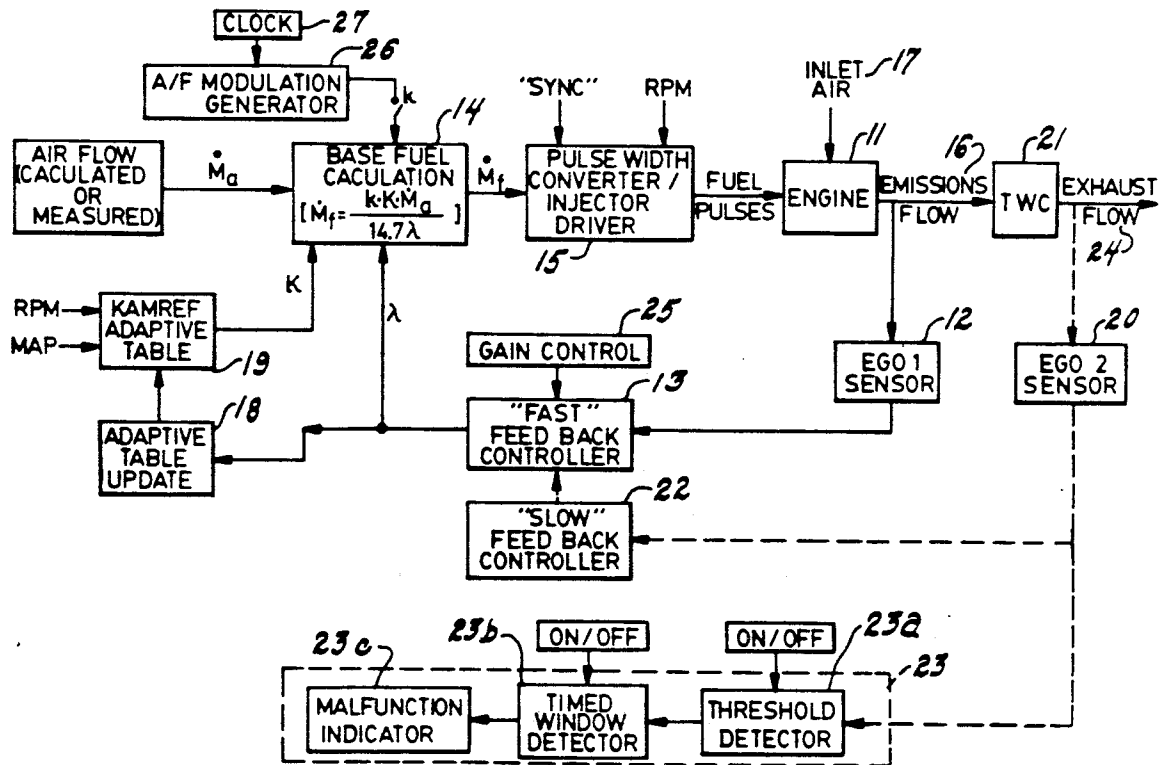 CLOCK
27
26
A/F MODULATION
GENERATOR
k
"SYNC"
RPM
INLET
AIR
17
14
11
16
21
AIR FLOW
(CACULATED
OR
MEASURED)
Ṁa
BASE FUEL
CACULATION
[ Ṁf= k·K·Ṁa / 14.7λ ]
Ṁf
PULSE WIDTH
CONVERTER /
INJECTOR
DRIVER
15
FUEL
PULSES
ENGINE
EMISSIONS
FLOW
TWC
EXHAUST
FLOW
24
K
λ
RPM
MAP
KAMREF
ADAPTIVE
TABLE
19
25
GAIN CONTROL
12
EGO 1
SENSOR
20
EGO 2
SENSOR
18
ADAPTIVE
TABLE
UPDATE
13
"FAST"
FEED BACK
CONTROLLER
22
"SLOW"
FEED BACK
CONTROLLER
23c
23b
ON/OFF
ON/OFF
23a
23
MALFUNCTION
INDICATOR
TIMED
WINDOW
DETECTOR
THRESHOLD
DETECTOR